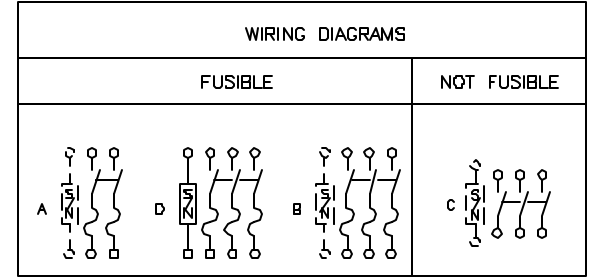 WIRING DIAGRAMS
FUSIBLE
NOT FUSIBLE
A S/N
D S/N
B S/N
C S/N